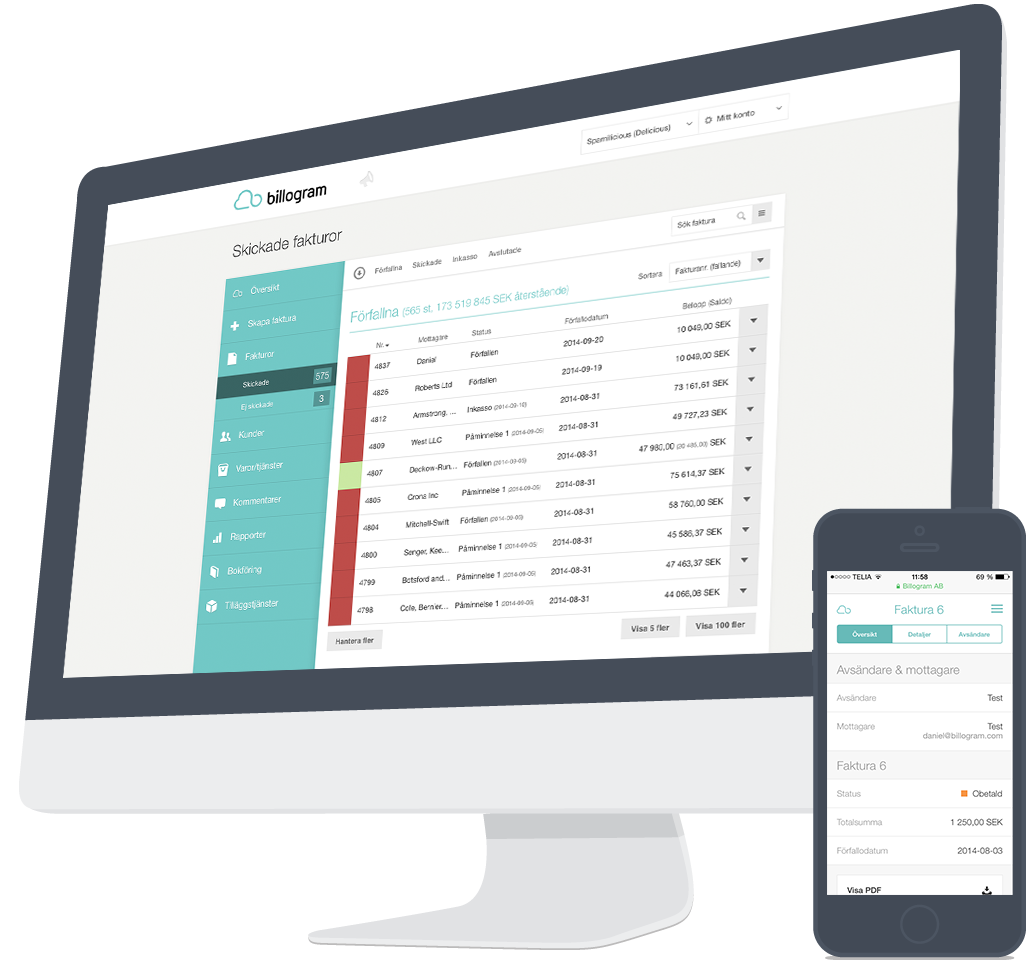 Sparnilicious (Delicious)
Mitt konto
billogram
Skickade fakturor
Översikt
Skapa faktura
Fakturor
Skickade 575
Ej skickade 3
Kunder
Varor/tjänster
Kommentarer
Rapporter
Bokföring
Tilläggstjänster
Förfallna Skickade Inkasso Avslutade
Sök faktura
Sortera Fakturanr. (fallande)
Förfallna (565 st. 173 519 845 SEK återstående)
Nr. Mottagare Status Förfallodatum Belopp (Saldo)
4837 Daniel Förfallen 2014-09-20 10 049,00 SEK
4826 Roberts Ltd Förfallen 2014-09-19 10 049,00 SEK
4812 Armstrong, ... Inkasso (2014-09-10) 2014-08-31 73 161,61 SEK
4809 West LLC Påminnelse 1 (2014-09-05) 2014-08-31 49 727,23 SEK
4807 Deckow-Run... Förfallen (2014-09-05) 2014-08-31 47 980,00 SEK
4805 Crona Inc Påminnelse 1 (2014-09-05) 2014-08-31 75 614,37 SEK
4804 Mitchell-Swift Förfallen (2014-09-05) 2014-08-31 58 760,00 SEK
4800 Senger, Kee... Påminnelse 1 (2014-09-05) 2014-08-31 45 586,37 SEK
4799 Botsford and... Påminnelse 1 (2014-09-05) 2014-08-31 47 463,37 SEK
4798 Cole, Bernier... Påminnelse 1 (2014-09-05) 2014-08-31 44 066,08 SEK
Hantera fler
Visa 5 fler Visa 100 fler
TELIA 11:58 69 %
Billogram AB
Faktura 6
Översikt Detaljer Avsändare
Avsändare & mottagare
Avsändare Test
Mottagare Test
daniel@billogram.com
Faktura 6
Status Obetald
Totalsumma 1 250,00 SEK
Förfallodatum 2014-08-03
Visa PDF